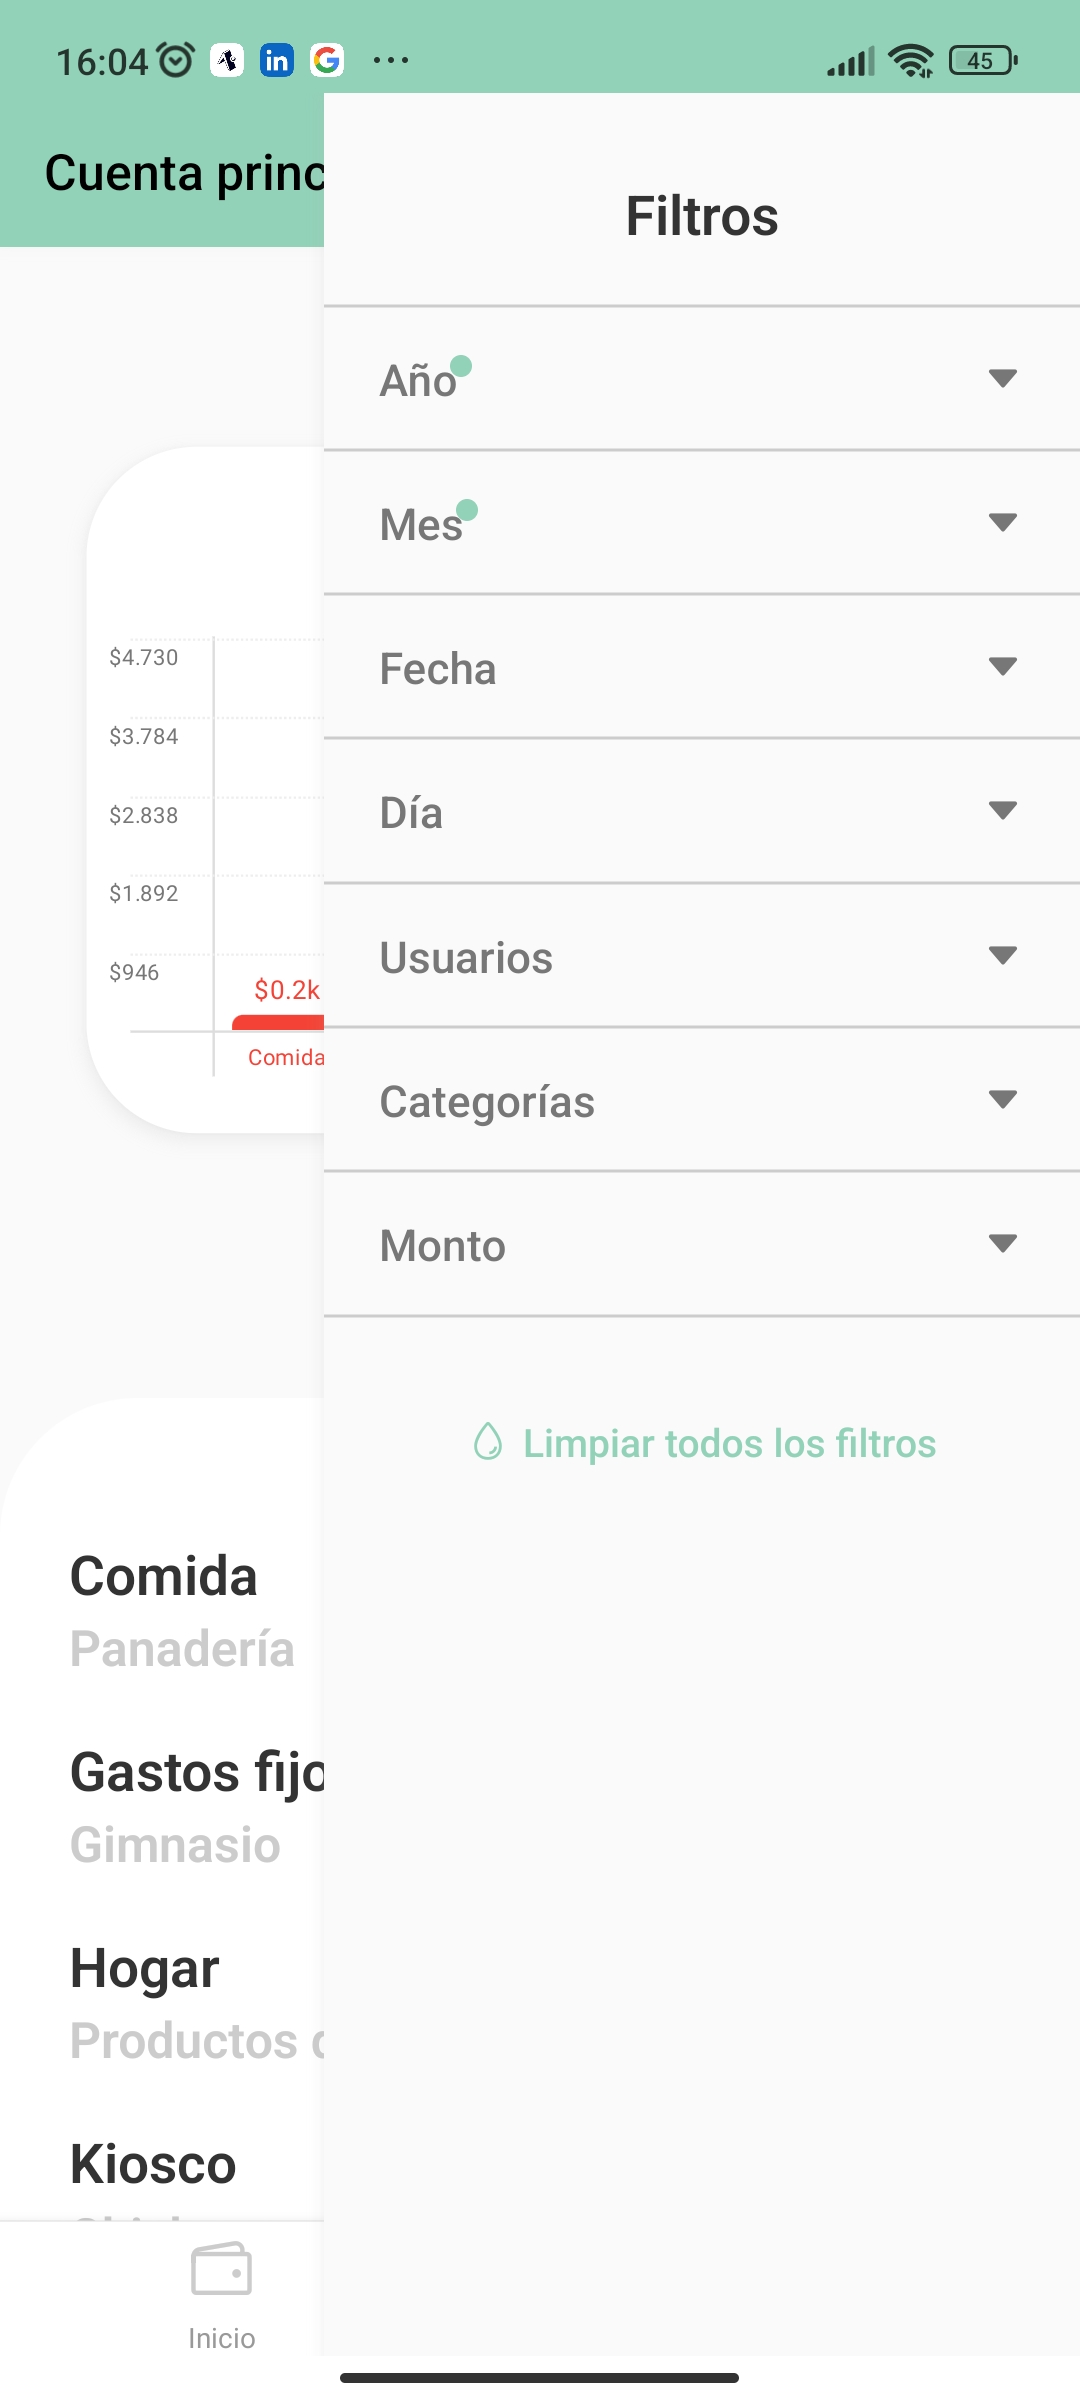 16:04 in G ... 45
Cuenta princ
Filtros
Año
Mes
Fecha
Día
Usuarios
Categorías
Monto
Limpiar todos los filtros
$4.730
$3.784
$2.838
$1.892
$946
$0.2k
Comida
Comida
Panadería
Gastos fijo
Gimnasio
Hogar
Productos
Kiosco
Inicio